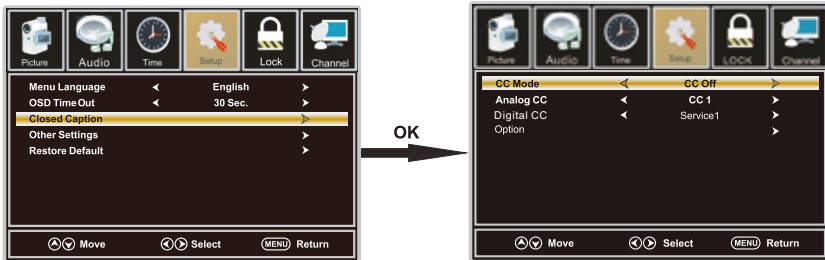 Picture Audio Time Setup Lock Channel
Menu Language English
OSD TimeOut 30 Sec.
Closed Caption
Other Settings
Restore Default
Move Select MENU Return
OK
Picture Audio Time Setup LOCK Channel
CC Mode CC Off
Analog CC CC 1
Digital CC Service1
Option
Move Select MENU Return